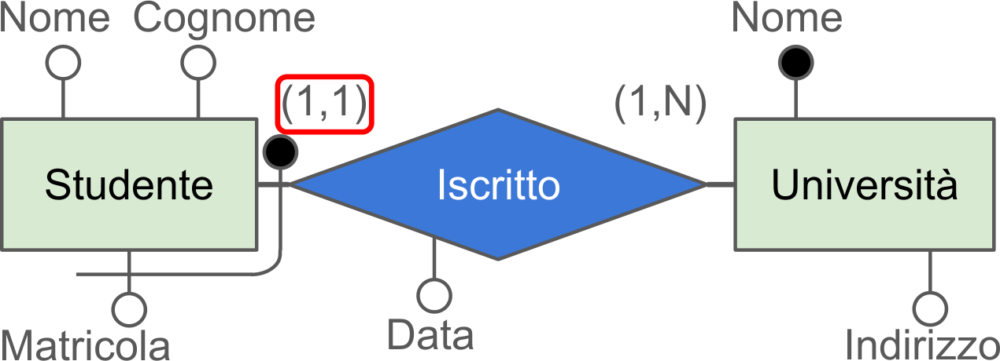 Nome Cognome
Nome
(1,1)
(1,N)
Studente
Iscritto
Università
Matricola
Data
Indirizzo